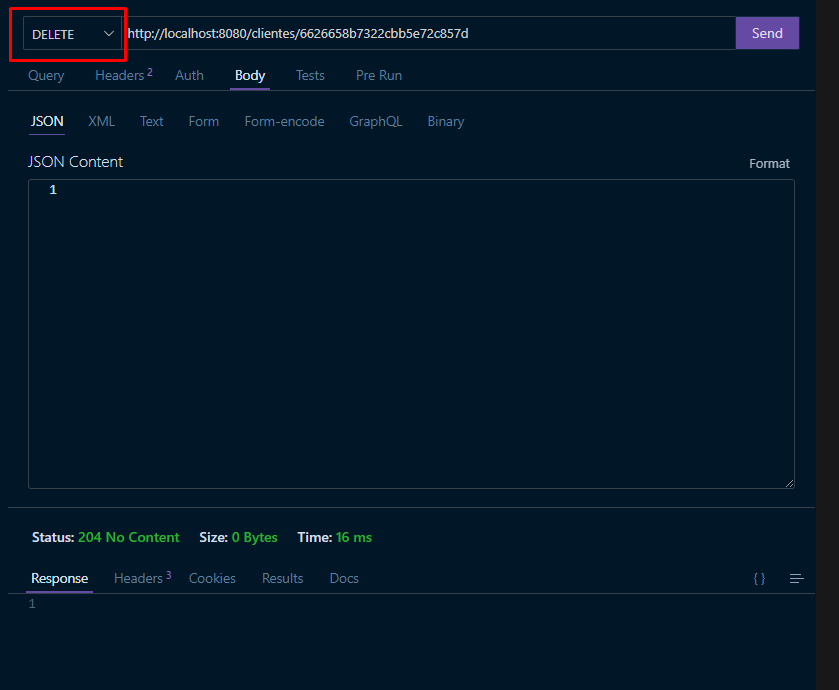 DELETE http://localhost:8080/clientes/6626658b7322cbb5e72c857d Send
Query Headers 2 Auth Body Tests Pre Run
JSON XML Text Form Form-encode GraphQL Binary
JSON Content Format
1
Status: 204 No Content Size: 0 Bytes Time: 16 ms
Response Headers 3 Cookies Results Docs { }
1